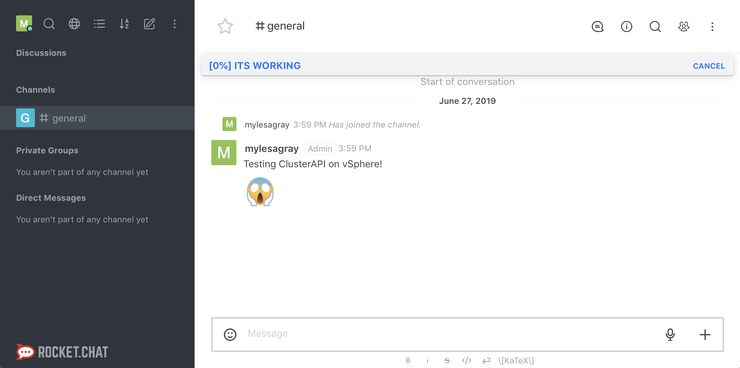 M
Discussions
Channels
G # general
Private Groups
You aren't part of any channel yet
Direct Messages
You aren't part of any channel yet
ROCKET.CHAT
# general
[0%] ITS WORKING
CANCEL
Start of conversation
June 27, 2019
M mylesagray 3:59 PM Has joined the channel.
M mylesagray Admin 3:59 PM
Testing ClusterAPI on vSphere!
Message
B i S </> \[KaTeX\]